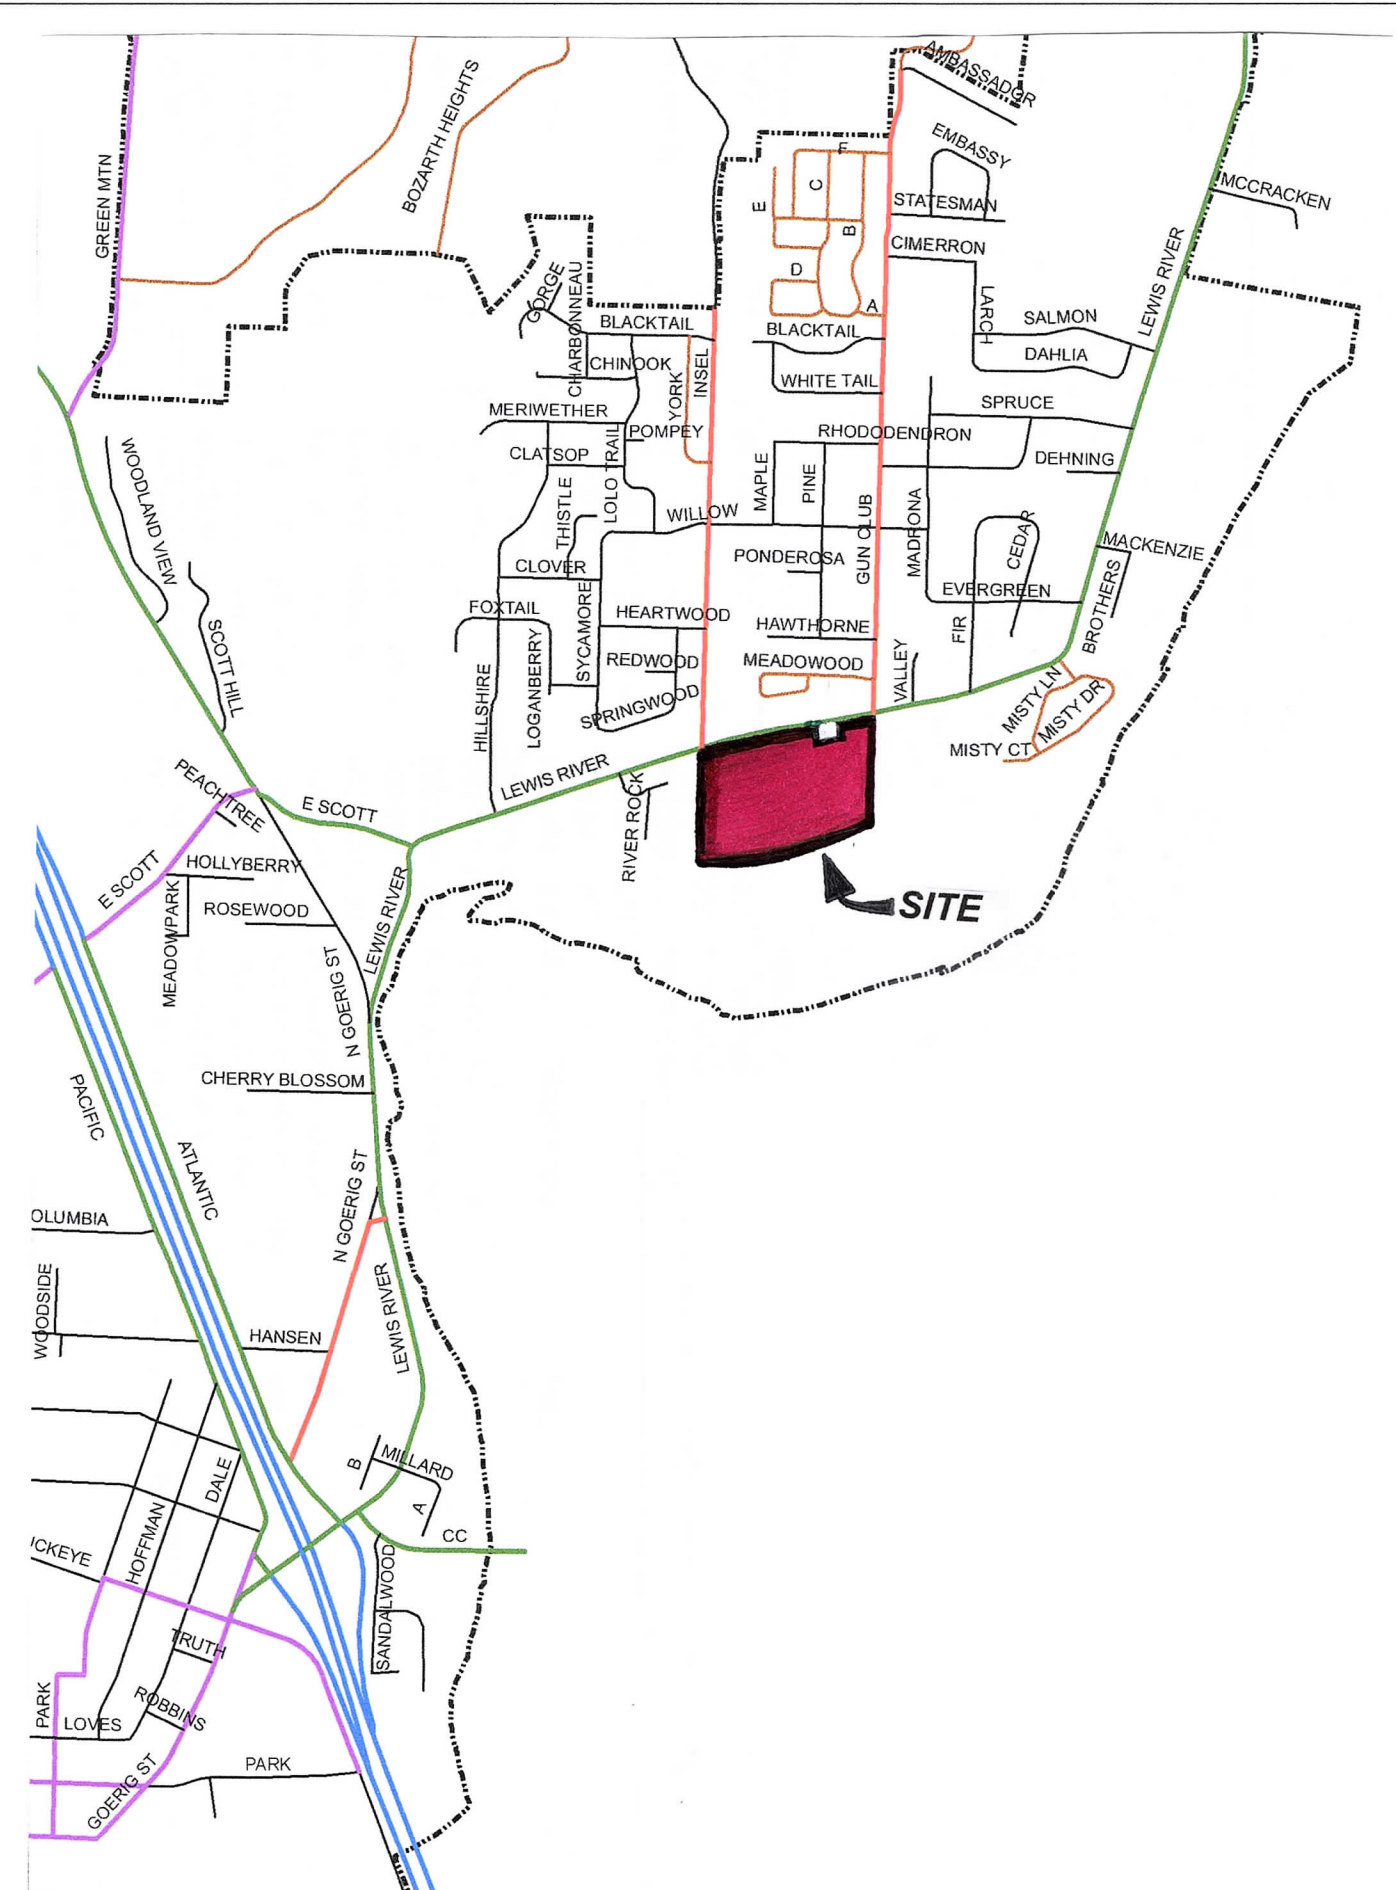 AMBASSADOR
BOZARTH HEIGHTS
EMBASSY
GREEN MTN
F
C
E
B
STATESMAN
MCCRACKEN
CIMERRON
LEWIS RIVER
D
A
GORGE
CHARBONNEAU
BLACKTAIL
BLACKTAIL
LARCH
SALMON
DAHLIA
CHINOOK
YORK
INSEL
WHITE TAIL
MERIWETHER
POMPEY
SPRUCE
RHODODENDRON
CLATSOP
LOLO TRAIL
DEHNING
MAPLE
PINE
WOODLAND VIEW
THISTLE
WILLOW
GUN CLUB
MADRONA
CEDAR
MACKENZIE
PONDEROSA
CLOVER
BROTHERS
EVERGREEN
FOXTAIL
SYCAMORE
HEARTWOOD
HAWTHORNE
FIR
SCOTT HILL
REDWOOD
MEADOWOOD
VALLEY
HILLSHIRE
LOGANBERRY
SPRINGWOOD
MISTY LN
MISTY DR
MISTY CT
PEACHTREE
E SCOTT
LEWIS RIVER
RIVER ROCK
E SCOTT
HOLLYBERRY
MEADOWPARK
ROSEWOOD
LEWIS RIVER
SITE
N GOERIG ST
CHERRY BLOSSOM
PACIFIC
ATLANTIC
N GOERIG ST
OLUMBIA
WOODSIDE
HANSEN
LEWIS RIVER
B
MILLARD
DALE
A
HOFFMAN
CC
ICKEYE
SANDALWOOD
TRUTH
PARK
ROBBINS
LOVES
PARK
GOERIG ST